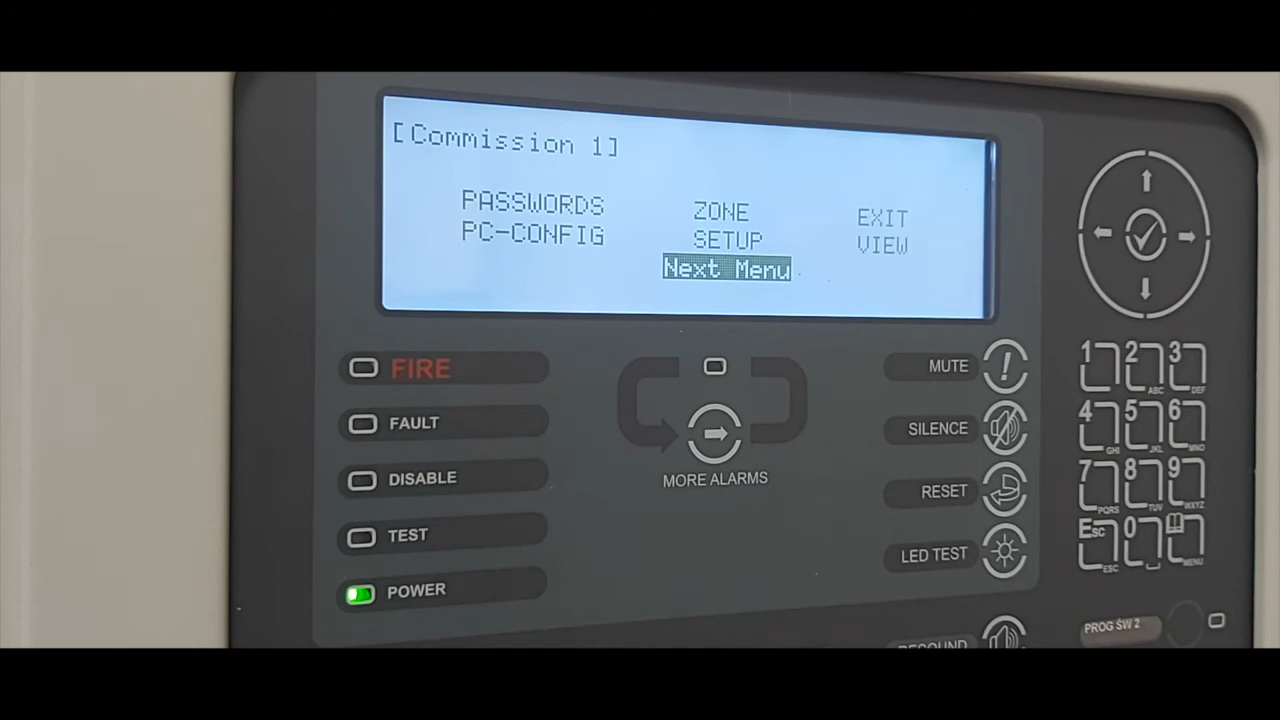 [Commission 1]
PASSWORDS ZONE EXIT
PC-CONFIG SETUP VIEW
Next Menu
FIRE
FAULT
DISABLE
TEST
POWER
MORE ALARMS
MUTE
SILENCE
RESET
LED TEST
RESOUND
1 2 ABC 3 DEF
4 GHI 5 JKL 6 MNO
7 PQRS 8 TUV 9 WXYZ
Esc ESC 0 MENU
PROG ŚW 2